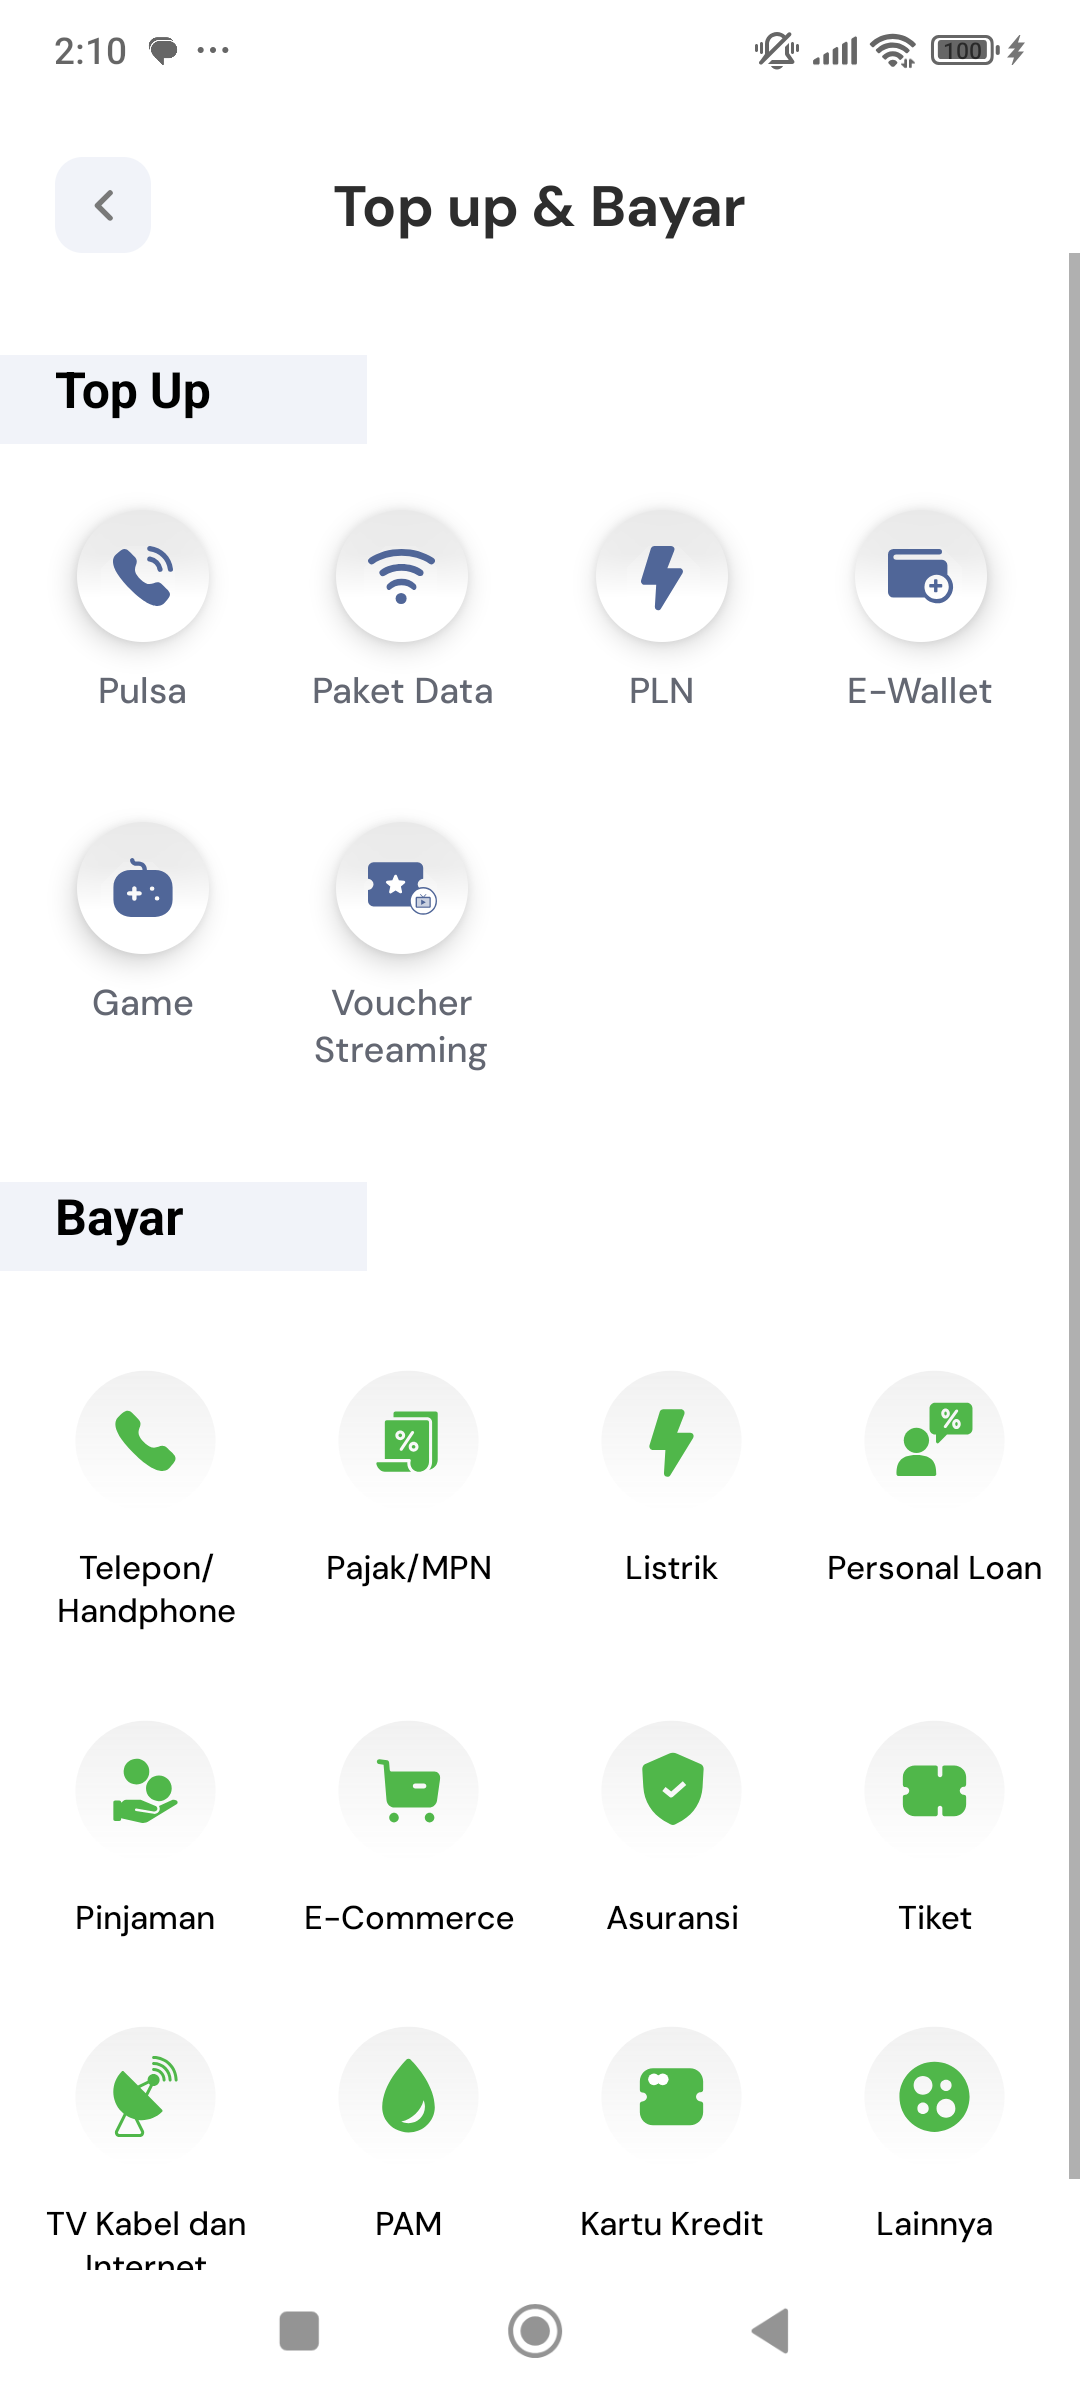 2:10
100
Top up & Bayar
Top Up
Pulsa
Paket Data
PLN
E-Wallet
Game
Voucher
Streaming
Bayar
Telepon/
Handphone
Pajak/MPN
Listrik
Personal Loan
Pinjaman
E-Commerce
Asuransi
Tiket
TV Kabel dan
Internet
PAM
Kartu Kredit
Lainnya